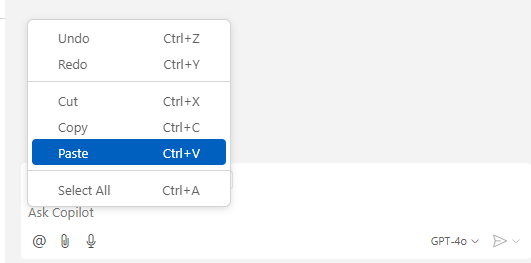 Undo Ctrl+Z
Redo Ctrl+Y
Cut Ctrl+X
Copy Ctrl+C
Paste Ctrl+V
Select All Ctrl+A
Ask Copilot
@ GPT-4o